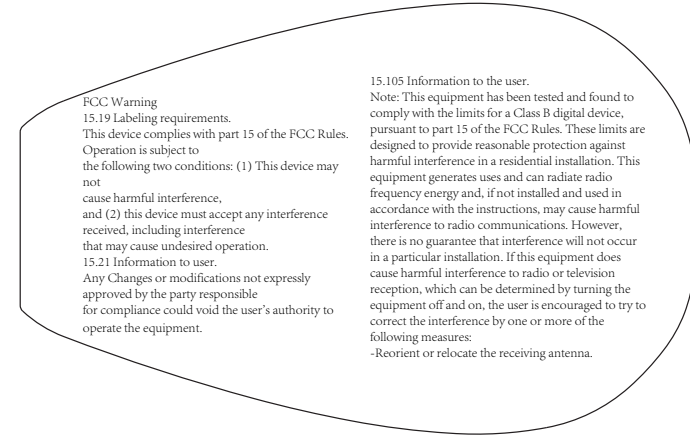 FCC Warning
15.19 Labeling requirements.
This device complies with part 15 of the FCC Rules.
Operation is subject to
the following two conditions: (1) This device may
not
cause harmful interference,
and (2) this device must accept any interference
received, including interference
that may cause undesired operation.
15.21 Information to user.
Any Changes or modifications not expressly
approved by the party responsible
for compliance could void the user's authority to
operate the equipment.
15.105 Information to the user.
Note: This equipment has been tested and found to
comply with the limits for a Class B digital device,
pursuant to part 15 of the FCC Rules. These limits are
designed to provide reasonable protection against
harmful interference in a residential installation. This
equipment generates uses and can radiate radio
frequency energy and, if not installed and used in
accordance with the instructions, may cause harmful
interference to radio communications. However,
there is no guarantee that interference will not occur
in a particular installation. If this equipment does
cause harmful interference to radio or television
reception, which can be determined by turning the
equipment off and on, the user is encouraged to try to
correct the interference by one or more of the
following measures:
-Reorient or relocate the receiving antenna.